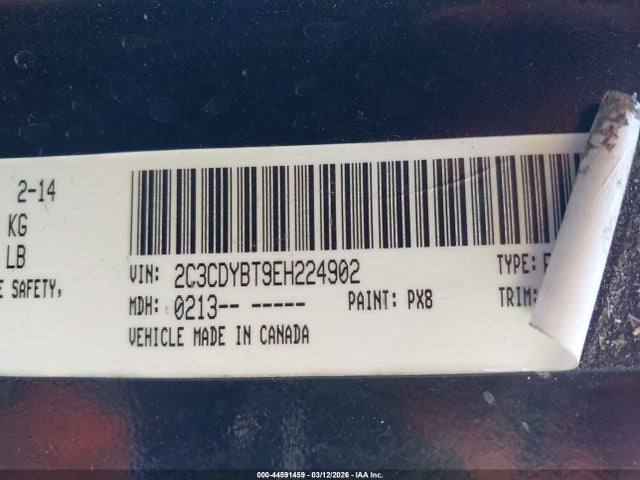 2-14
KG
LB
E SAFETY,
VIN: 2C3CDYBT9EH224902
TYPE:
MDH: 0213-- -----
PAINT: PX8
TRIM:
VEHICLE MADE IN CANADA
000-44591459 - 03/12/2026 - IAA Inc.